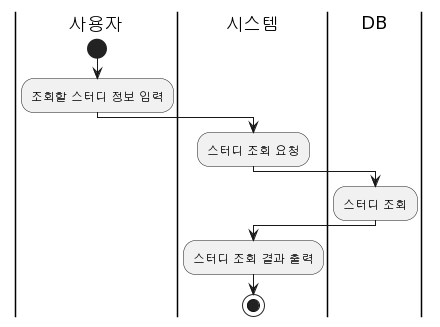 사용자
시스템
DB
조회할 스터디 정보 입력
스터디 조회 요청
스터디 조회
스터디 조회 결과 출력